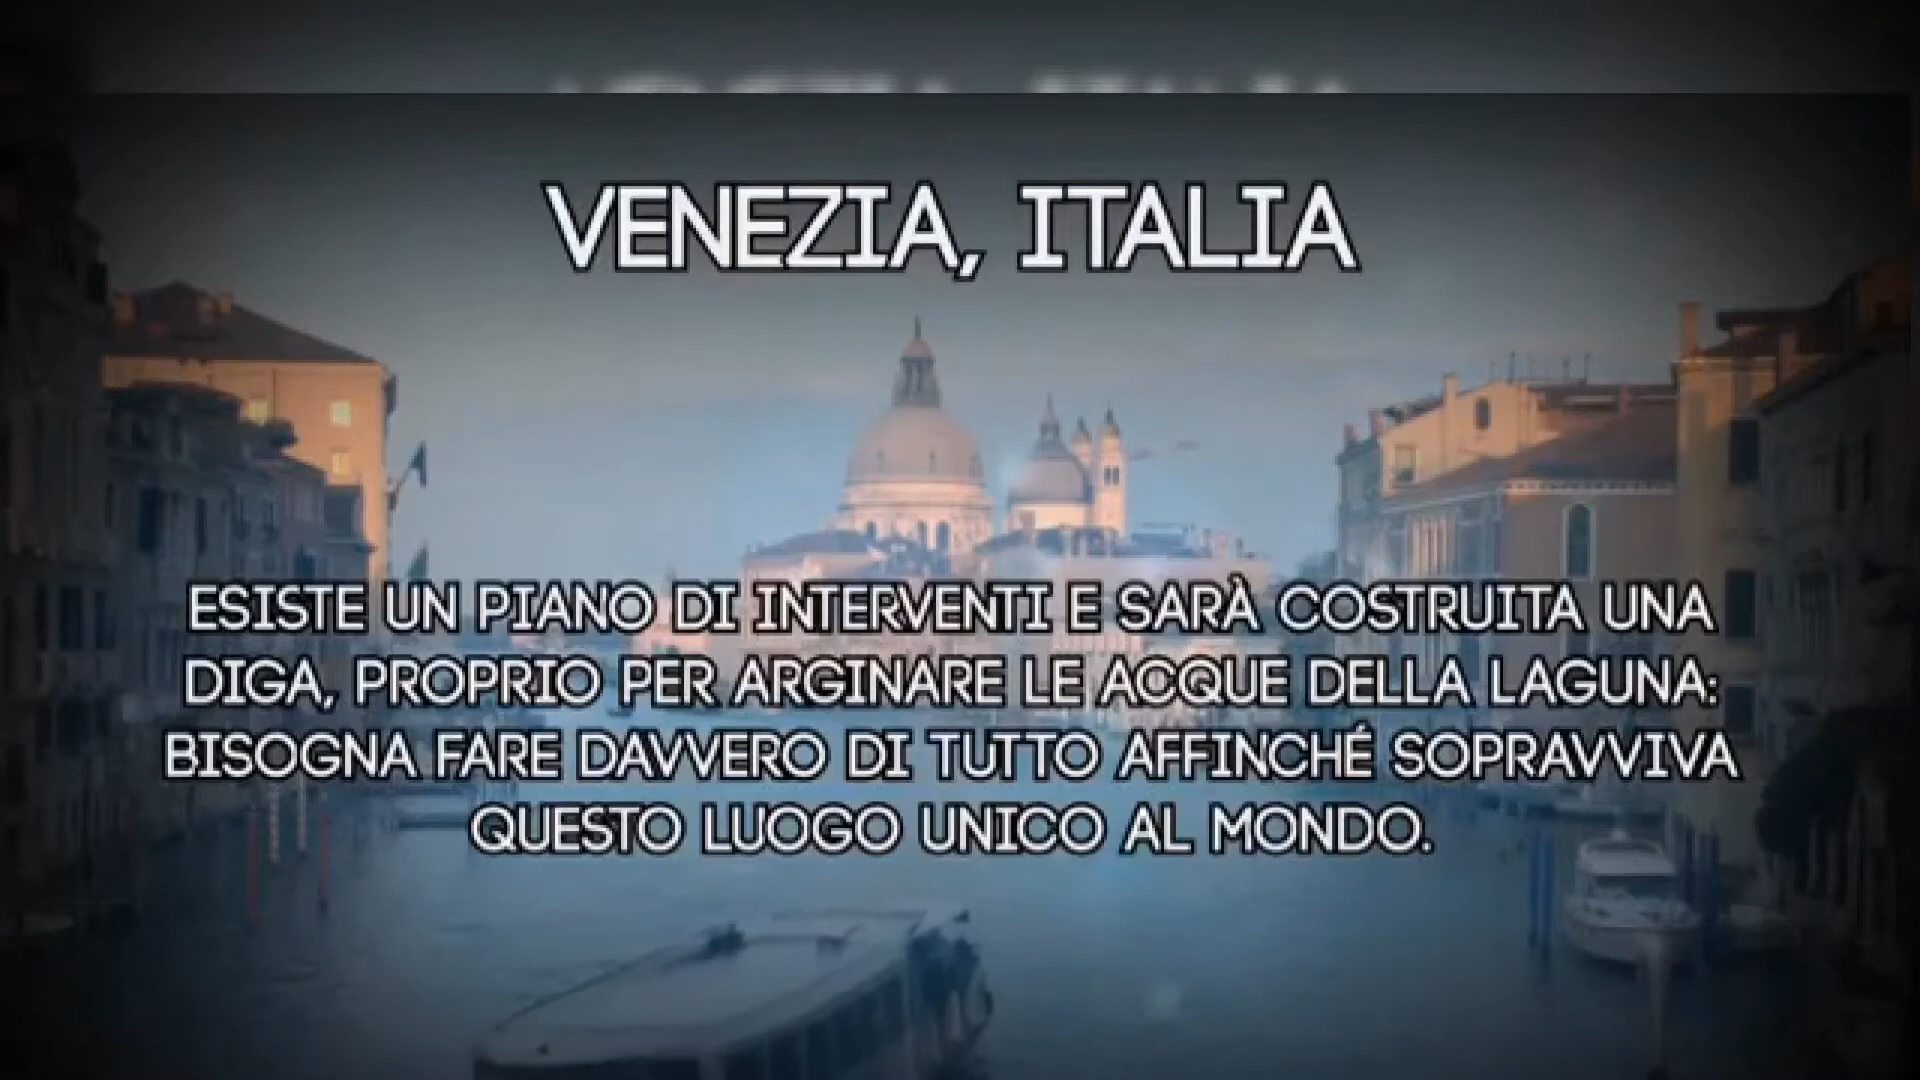 VENEZIA, ITALIA
ESISTE UN PIANO DI INTERVENTI E SARÀ COSTRUITA UNA
DIGA, PROPRIO PER ARGINARE LE ACQUE DELLA LAGUNA:
BISOGNA FARE DAVVERO DI TUTTO AFFINCHÉ SOPRAVVIVA
QUESTO LUOGO UNICO AL MONDO.